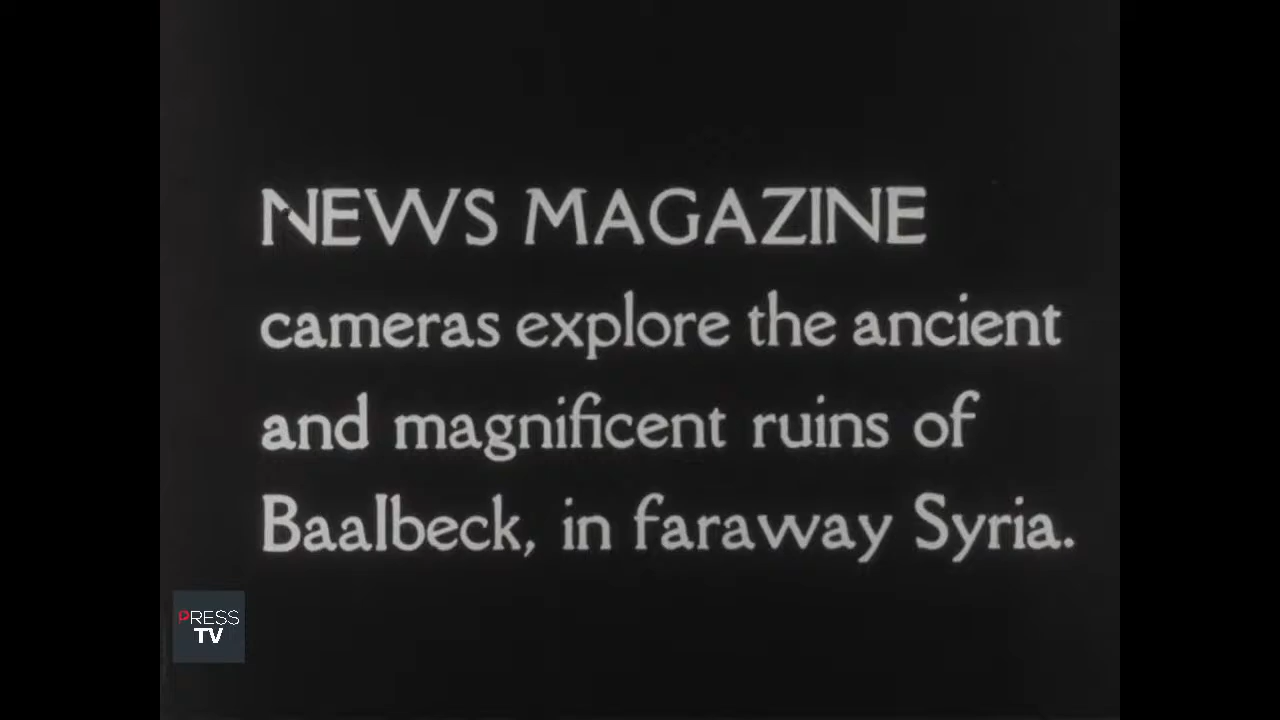 NEWS MAGAZINE
cameras explore the ancient
and magnificent ruins of
Baalbeck, in faraway Syria.
PRESS
TV